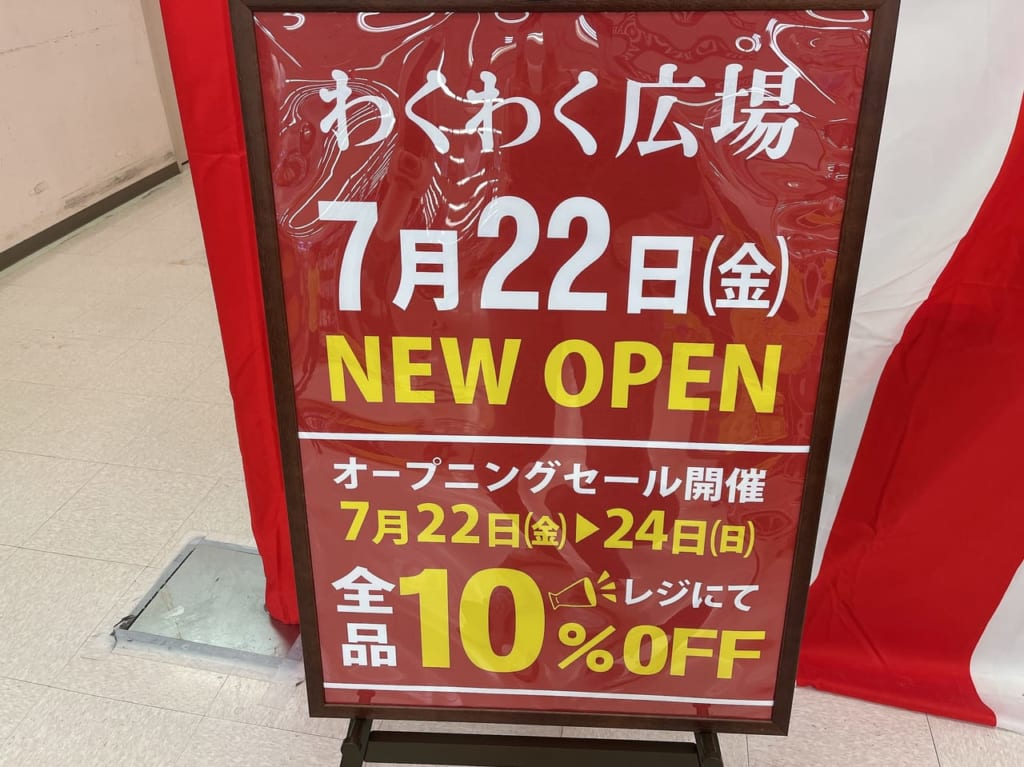 わくわく広場
7月22日(金)
NEW OPEN
オープニングセール開催
7月22日(金)▶24日(日)
全品10%OFF
レジにて